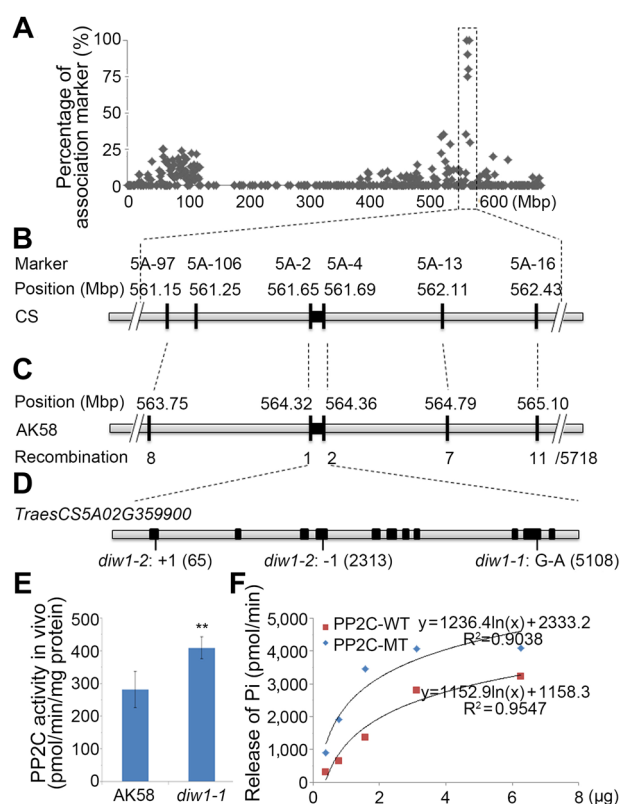 A
Percentage of
association marker (%)
100
75
50
25
0
0 100 200 300 400 500 600 (Mbp)
B
Marker 5A-97 5A-106 5A-2 5A-4 5A-13 5A-16
Position (Mbp) 561.15 561.25 561.65 561.69 562.11 562.43
CS
C
Position (Mbp) 563.75 564.32 564.36 564.79 565.10
AK58
Recombination 8 1 2 7 11 /5718
D
TraesCS5A02G359900
diw1-2: +1 (65) diw1-2: -1 (2313) diw1-1: G-A (5108)
E
PP2C activity in vivo
(pmol/min/mg protein)
500
400
300
200
100
0
**
AK58 diw1-1
F
Release of Pi (pmol/min)
5,000
4,000
3,000
2,000
1,000
0
PP2C-WT
PP2C-MT
y=1236.4ln(x)+2333.2
R²=0.9038
y=1152.9ln(x)+1158.3
R²=0.9547
0 2 4 6 8 (μg)